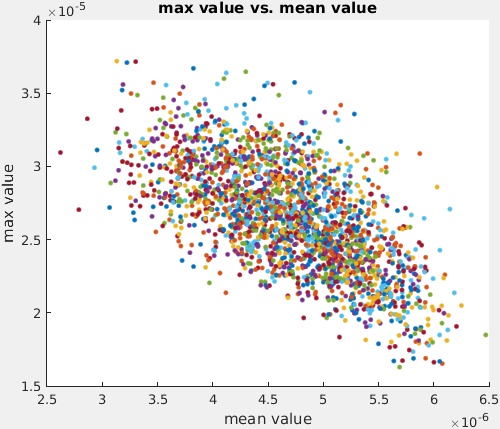 max value vs. mean value
×10⁻⁵
4
3.5
3
2.5
2
1.5
max value
2.5 3 3.5 4 4.5 5 5.5 6 6.5
mean value
×10⁻⁶